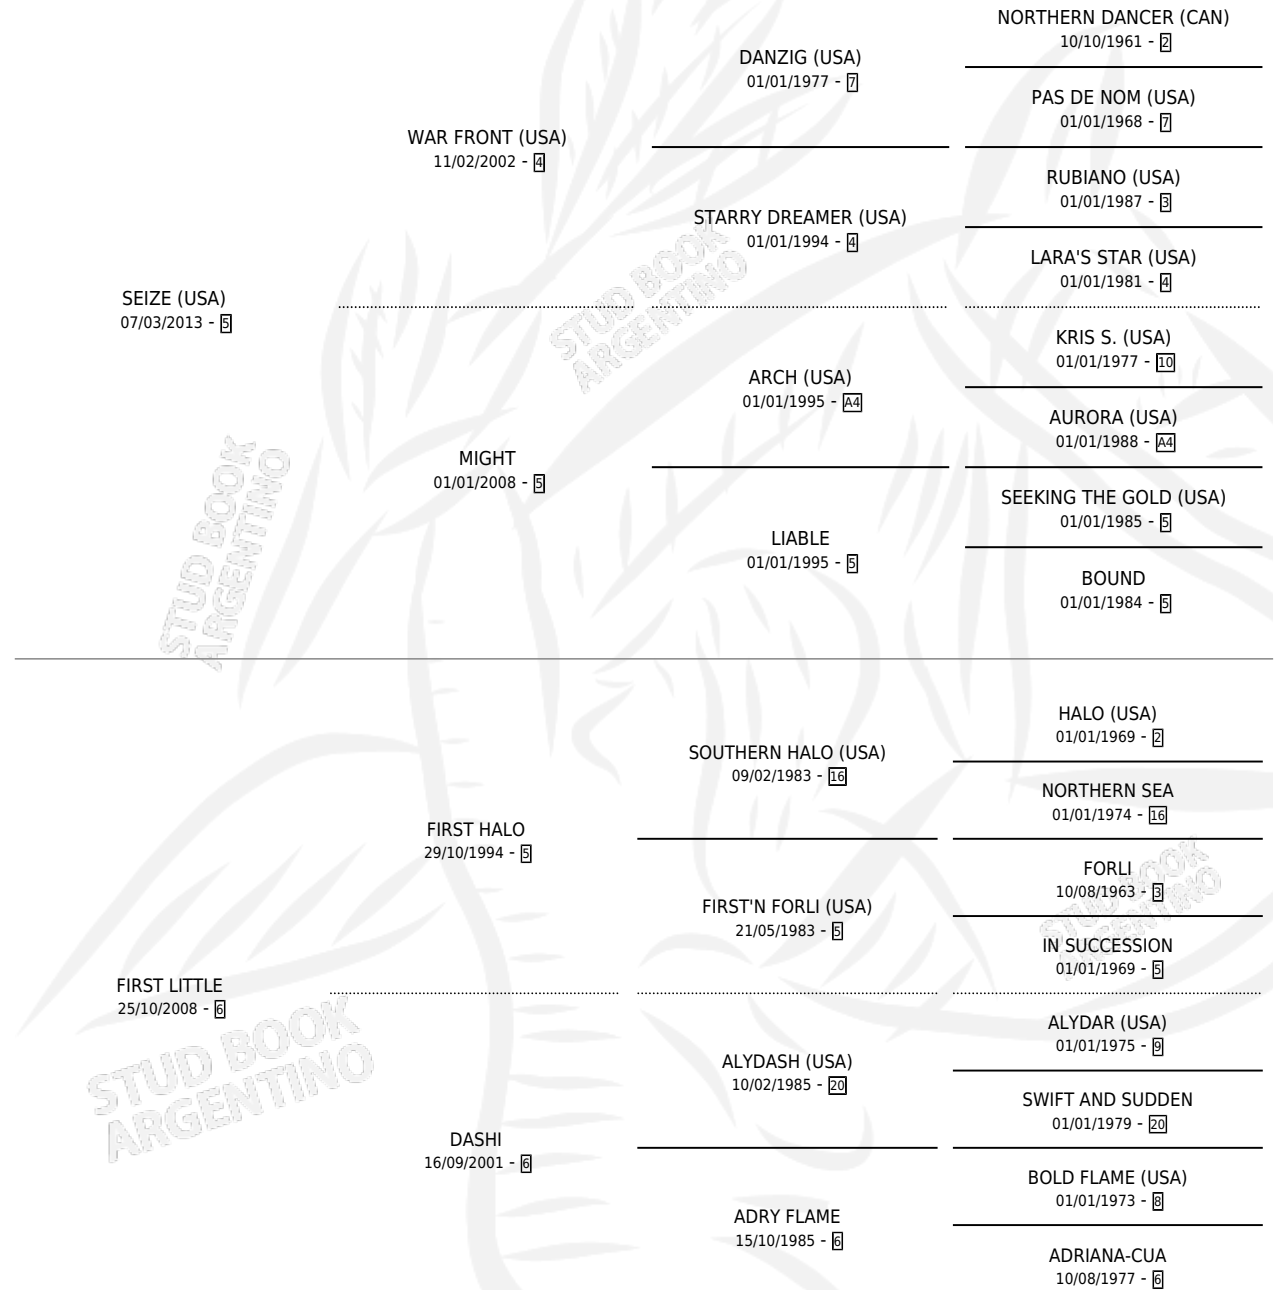 NORTHERN DANCER (CAN)
10/10/1961 - 2
DANZIG (USA)
01/01/1977 - 7
PAS DE NOM (USA)
01/01/1968 - 7
WAR FRONT (USA)
11/02/2002 - 4
RUBIANO (USA)
01/01/1987 - 3
STARRY DREAMER (USA)
01/01/1994 - 4
LARA'S STAR (USA)
01/01/1981 - 4
SEIZE (USA)
07/03/2013 - 5
STUD BOOK
ARGENTINO
KRIS S. (USA)
01/01/1977 - 10
ARCH (USA)
01/01/1995 - A4
AURORA (USA)
01/01/1988 - A4
MIGHT
01/01/2008 - 5
SEEKING THE GOLD (USA)
01/01/1985 - 5
LIABLE
01/01/1995 - 5
BOUND
01/01/1984 - 5
STUD BOOK
ARGENTINO
HALO (USA)
01/01/1969 - 2
SOUTHERN HALO (USA)
09/02/1983 - 16
NORTHERN SEA
01/01/1974 - 16
FIRST HALO
29/10/1994 - 5
FORLI
10/08/1963 - 3
FIRST'N FORLI (USA)
21/05/1983 - 5
IN SUCCESSION
01/01/1969 - 5
STUD BOOK
ARGENTINO
FIRST LITTLE
25/10/2008 - 6
STUD BOOK
ARGENTINO
ALYDAR (USA)
01/01/1975 - 9
ALYDASH (USA)
10/02/1985 - 20
SWIFT AND SUDDEN
01/01/1979 - 20
DASHI
16/09/2001 - 6
BOLD FLAME (USA)
01/01/1973 - 8
ADRY FLAME
15/10/1985 - 6
ADRIANA-CUA
10/08/1977 - 6